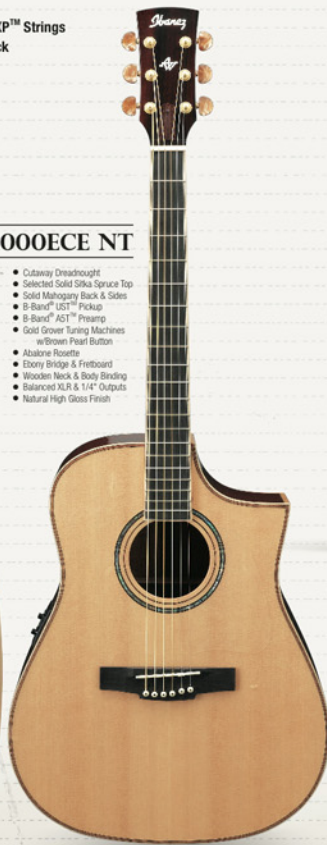 XP™ Strings
ck
Ibanez
AW
000ECE NT
• Cutaway Dreadnought
• Selected Solid Sitka Spruce Top
• Solid Mahogany Back & Sides
• B-Band® UST™ Pickup
• B-Band® AST™ Preamp
• Gold Grover Tuning Machines
w/Brown Pearl Button
• Abalone Rosette
• Ebony Bridge & Fretboard
• Wooden Neck & Body Binding
• Balanced XLR & 1/4" Outputs
• Natural High Gloss Finish